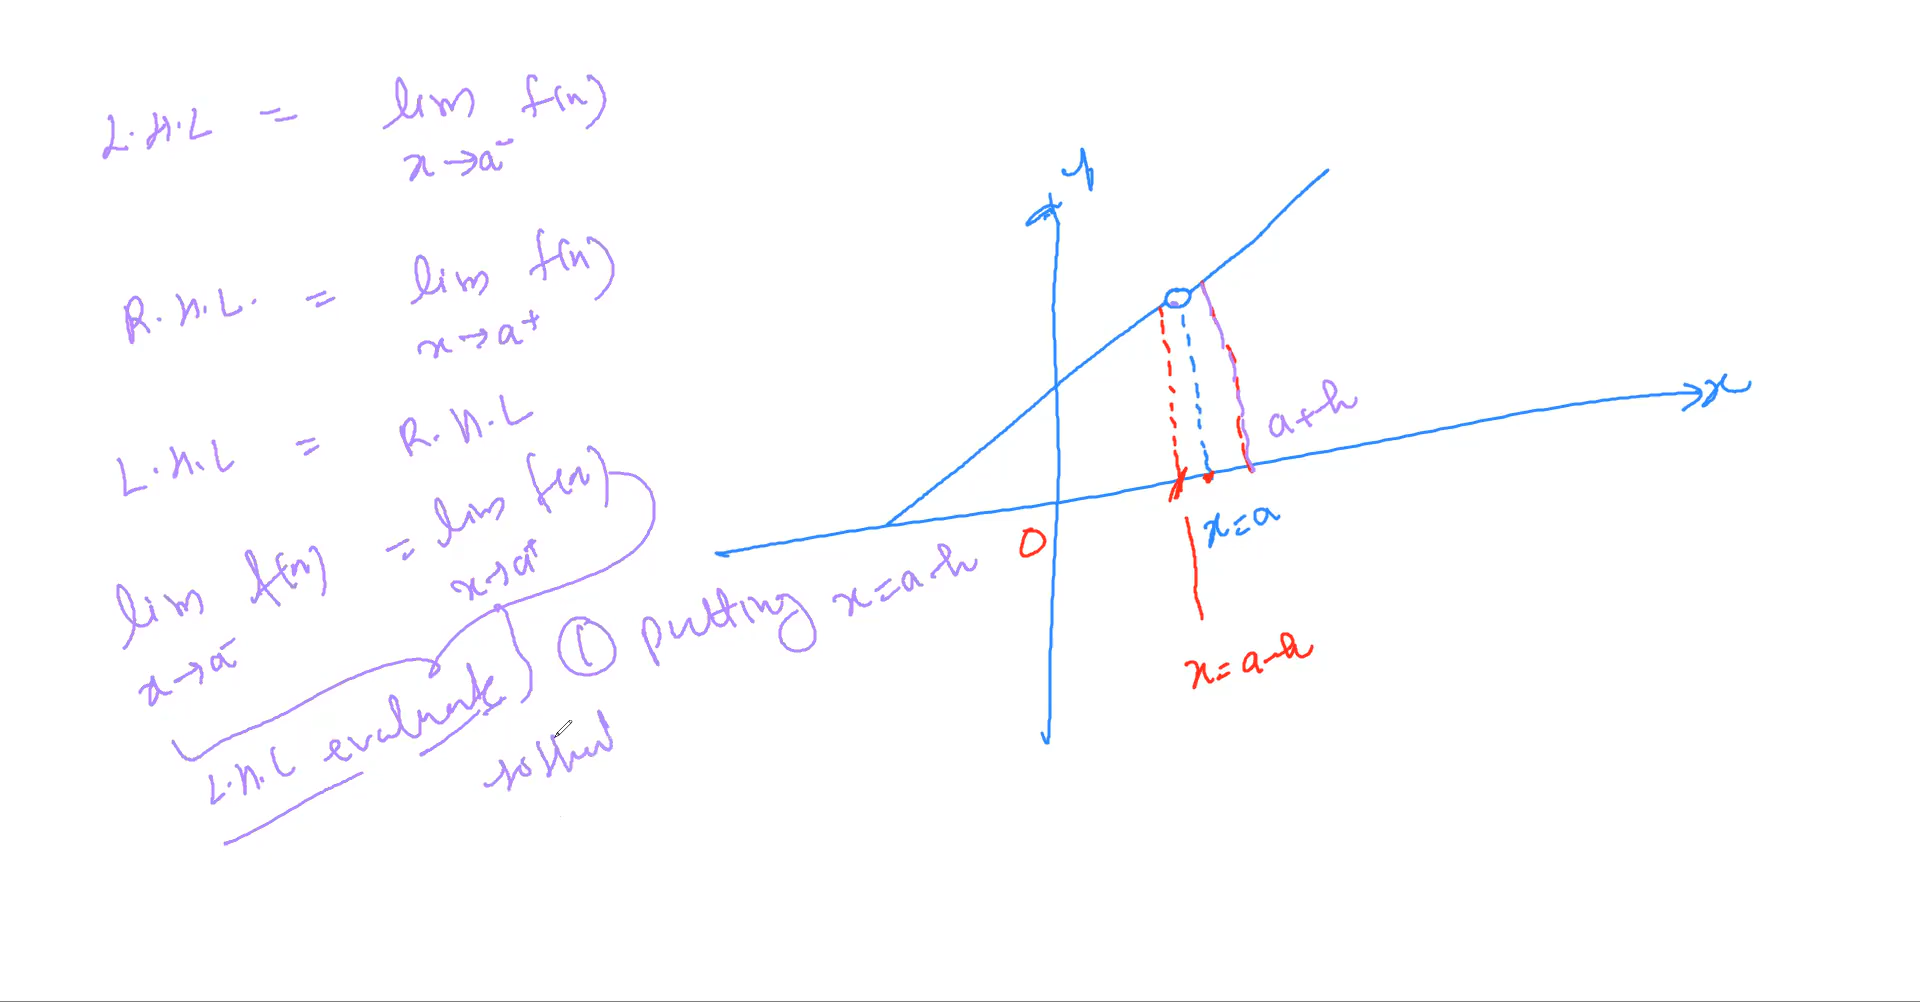 L.H.L = lim f(x)
x→a⁻
R.H.L. = lim f(x)
x→a+
L.H.L = R.H.L
lim f(x) = lim f(x)
x→a⁻ x→a⁺
L.H.L evaluate
① putting x=a-h
y
x
O
a+h
x=a
x=a-h